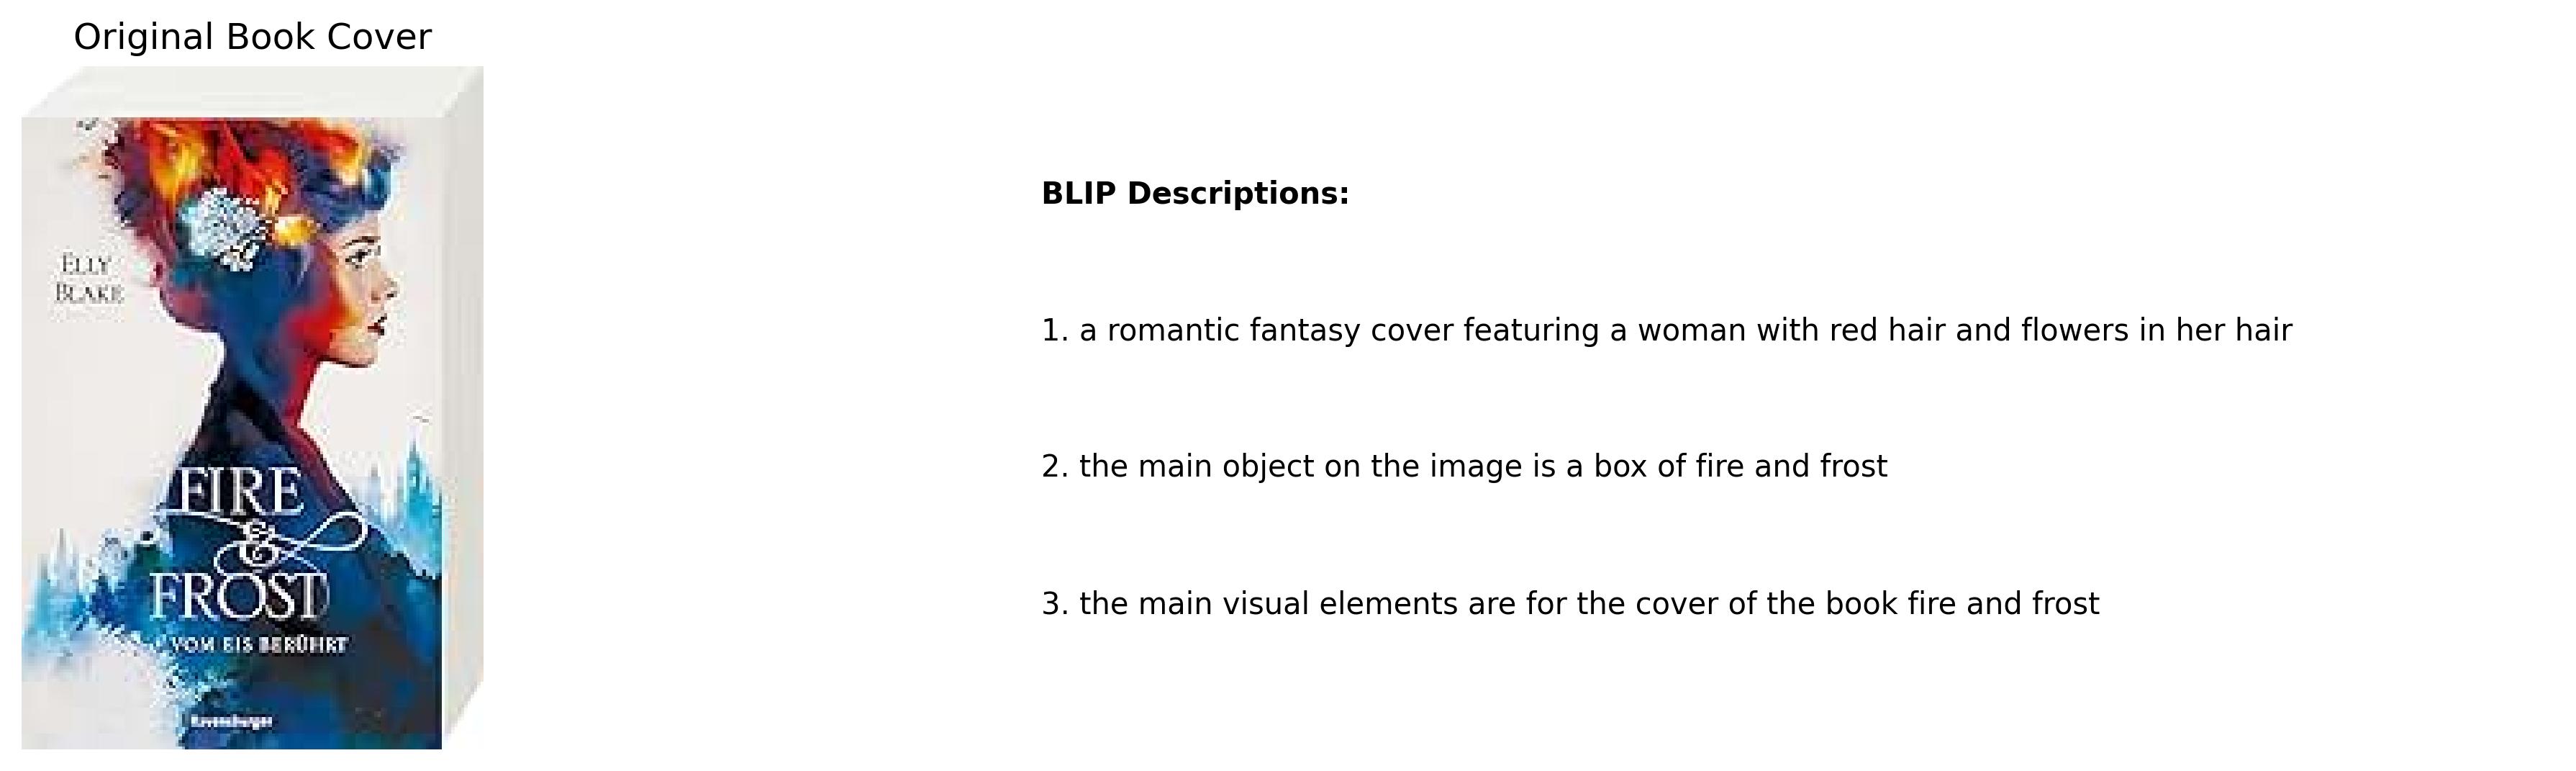 Original Book Cover
ELLY
BLAKE
FIRE
&
FROST
VOM EIS BERÜHRT
Ravensburger
BLIP Descriptions:
1. a romantic fantasy cover featuring a woman with red hair and flowers in her hair
2. the main object on the image is a box of fire and frost
3. the main visual elements are for the cover of the book fire and frost